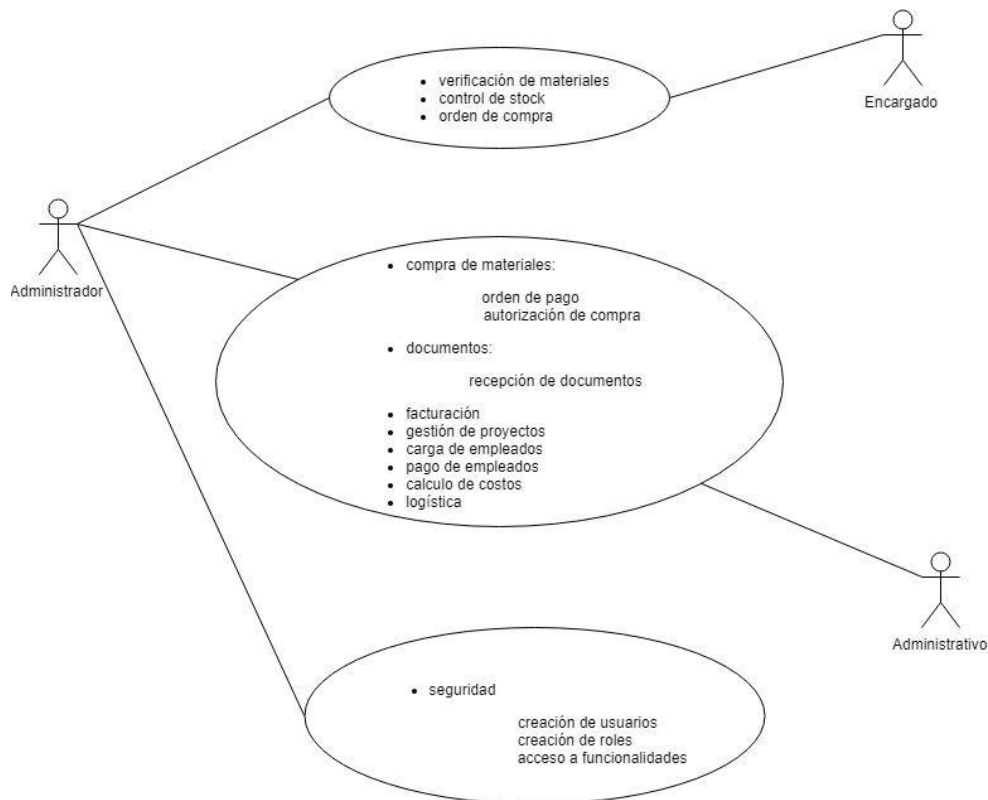 verificación de materiales
control de stock
orden de compra
Encargado
Administrador
compra de materiales:
orden de pago
autorización de compra
documentos:
recepción de documentos
facturación
gestión de proyectos
carga de empleados
pago de empleados
calculo de costos
logística
Administrativo
seguridad
creación de usuarios
creación de roles
acceso a funcionalidades